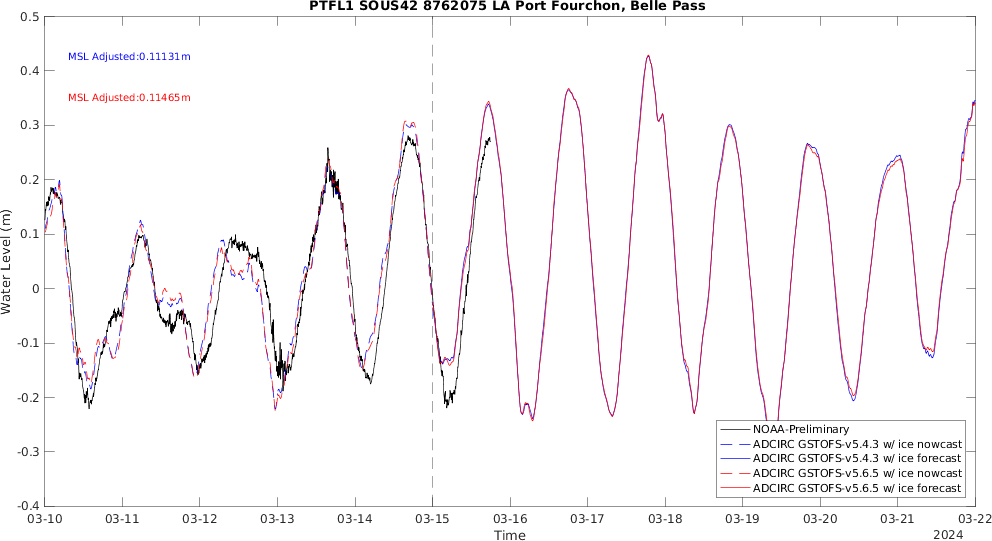 PTFL1 SOUS42 8762075 LA Port Fourchon, Belle Pass
0.5
0.4
0.3
0.2
0.1
0
-0.1
-0.2
-0.3
-0.4
Water Level (m)
MSL Adjusted:0.11131m
MSL Adjusted:0.11465m
NOAA-Preliminary
ADCIRC GSTOFS-v5.4.3 w/ ice nowcast
ADCIRC GSTOFS-v5.4.3 w/ ice forecast
ADCIRC GSTOFS-v5.6.5 w/ ice nowcast
ADCIRC GSTOFS-v5.6.5 w/ ice forecast
03-10 03-11 03-12 03-13 03-14 03-15 03-16 03-17 03-18 03-19 03-20 03-21 03-22
Time
2024